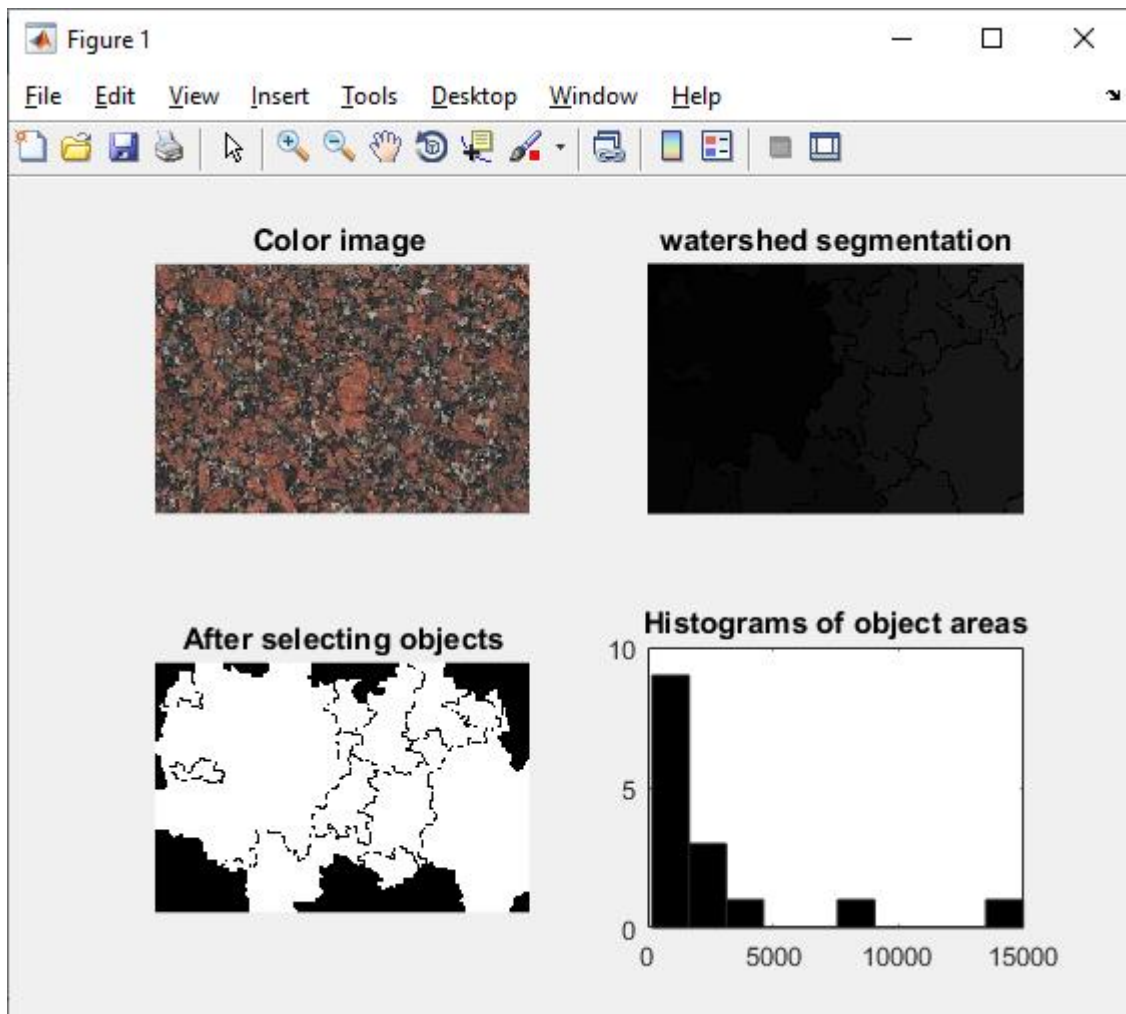 Figure 1
File Edit View Insert Tools Desktop Window Help
Color image
watershed segmentation
After selecting objects
Histograms of object areas
10
5
0
0 5000 10000 15000